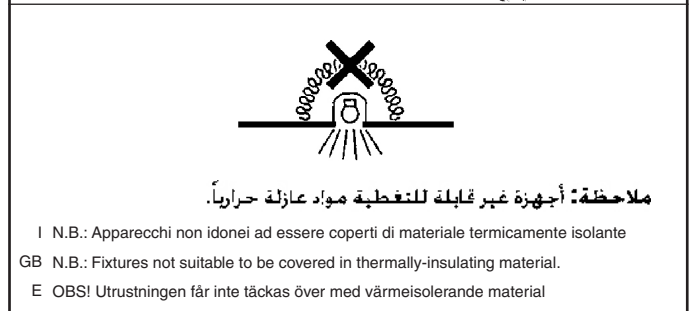 ملاحظة: أجهزة غير قابلة للتغطية مواد عازلة حرارياً.
I N.B.: Apparecchi non idonei ad essere coperti di materiale termicamente isolante
GB N.B.: Fixtures not suitable to be covered in thermally-insulating material.
E OBS! Utrustningen får inte täckas över med värmeisolerande material